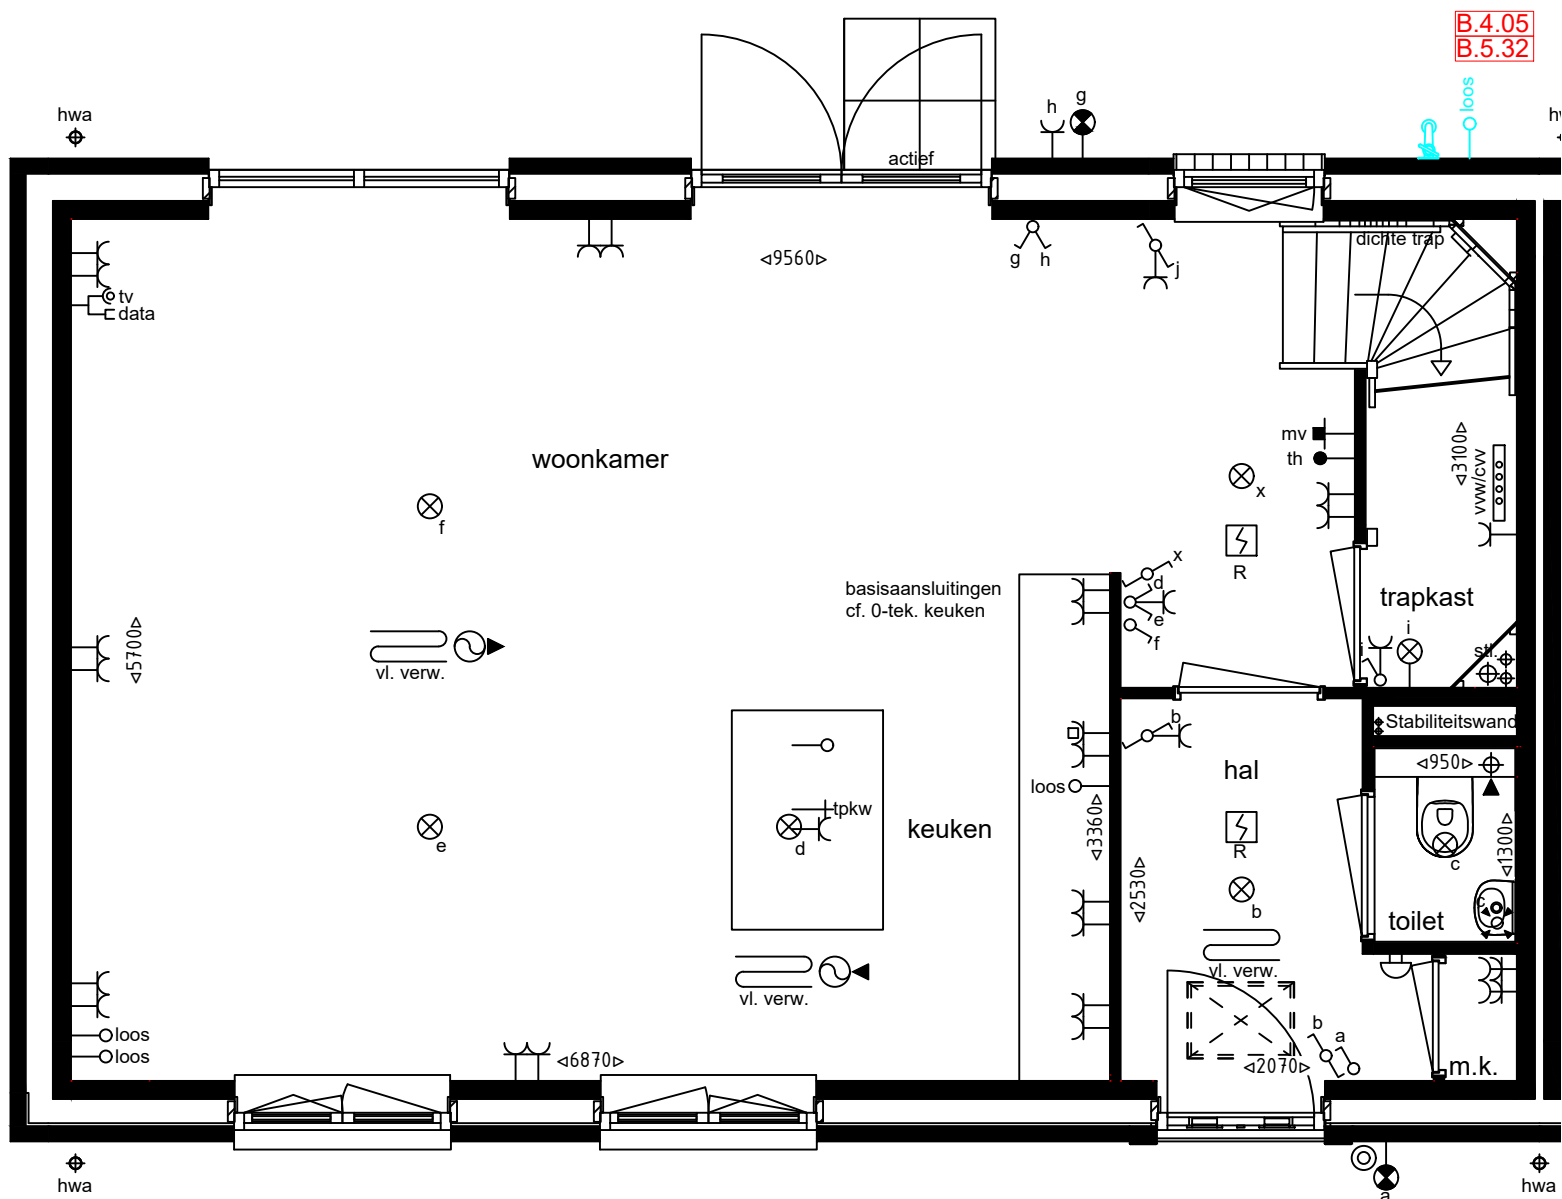 B.4.05
B.5.32
loos
hwa
h
g
hw
actief
tv
data
9560
g
h
j
dichte trap
woonkamer
mv
th
x
3100
vvw/cvv
f
R
basisaansluitingen
cf. 0-tek. keuken
x
d
e
f
trapkast
i
i
stl.
5700
vl. verw.
b
Stabiliteitswand
hal
950
loos
tpkw
d
keuken
3360
R
c
1300
e
2530
b
c
toilet
vl. verw.
vl. verw.
loos
loos
6870
b
a
2070
m.k.
hwa
a
hwa